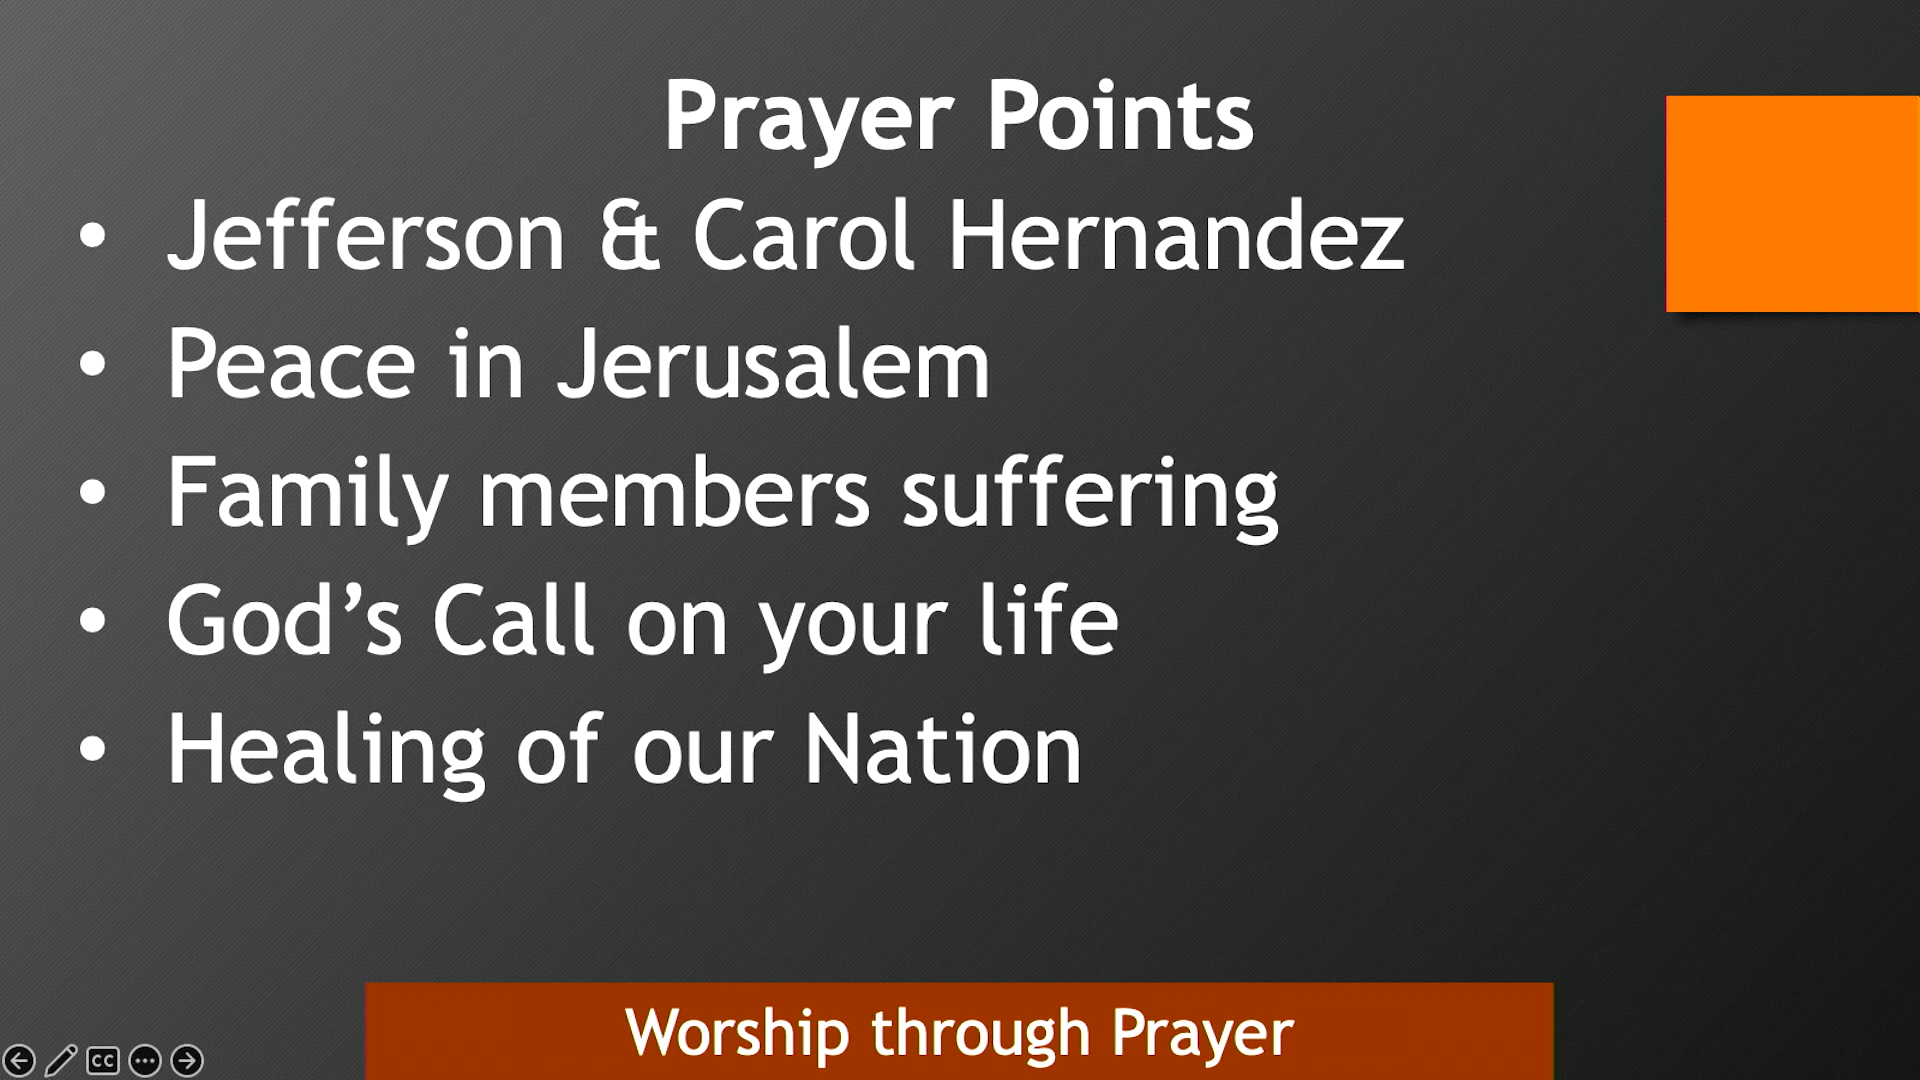 Prayer Points
• Jefferson & Carol Hernandez
• Peace in Jerusalem
• Family members suffering
• God’s Call on your life
• Healing of our Nation
Worship through Prayer
CC